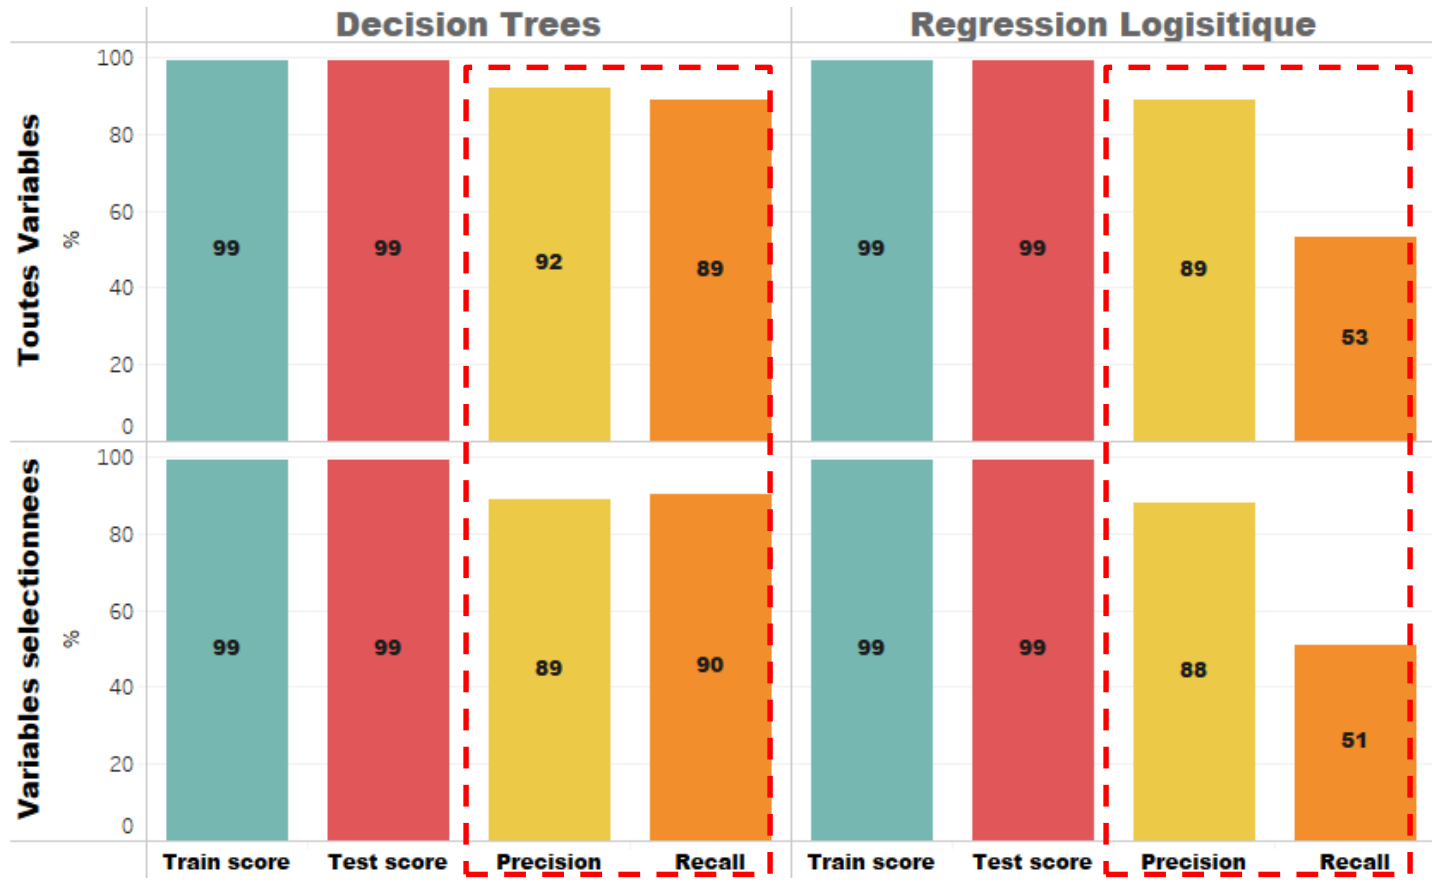 Decision Trees Regression Logisitique
Toutes Variables
%
100
80
60
40
20
0
99 99 92 89 99 99 89 53
Variables selectionnees
%
100
80
60
40
20
0
99 99 89 90 99 99 88 51
Train score Test score Precision Recall Train score Test score Precision Recall